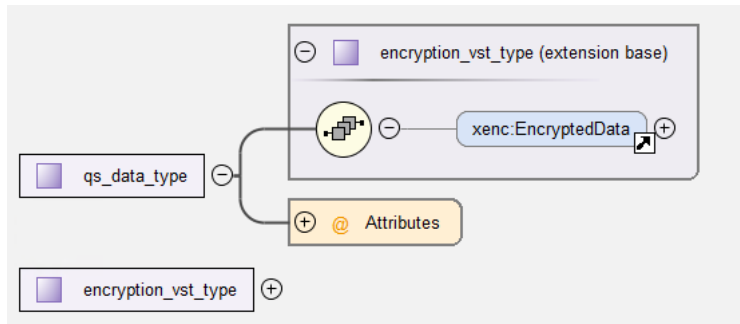 encryption_vst_type (extension base)
xenc:EncryptedData
qs_data_type
@ Attributes
encryption_vst_type